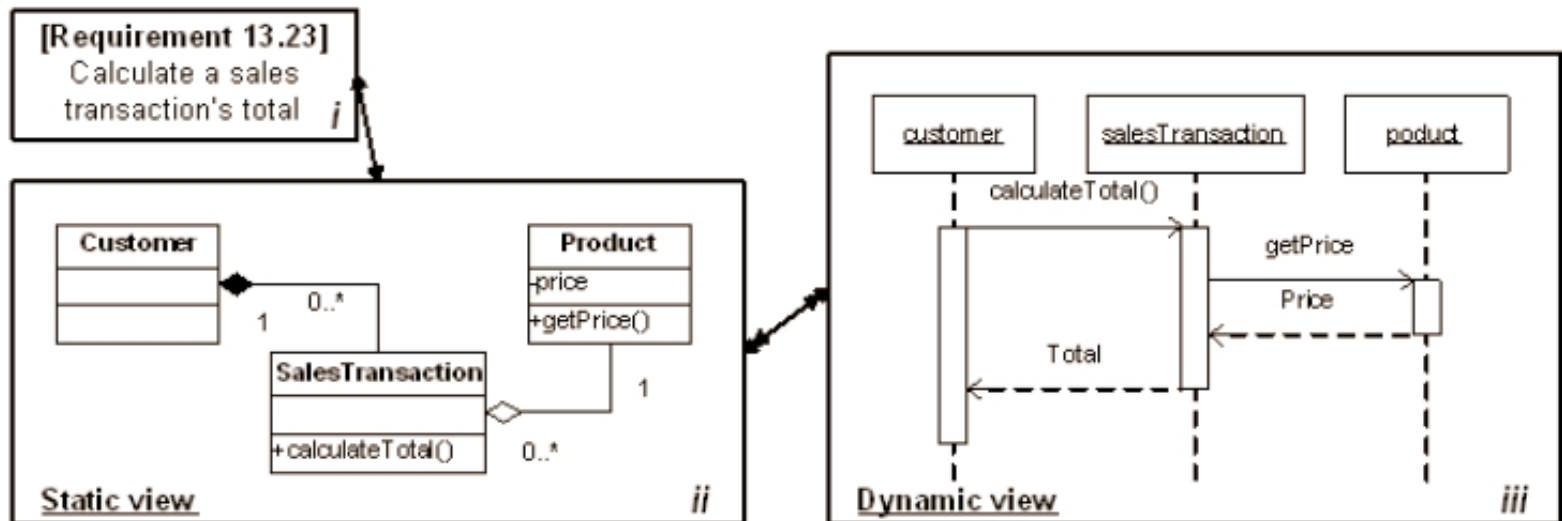 [Requirement 13.23]
Calculate a sales
transaction's total
i
Customer
0..*
1
Product
-price
+getPrice()
1
SalesTransaction
+calculateTotal()
0..*
Static view
ii
customer
salesTransaction
poduct
calculateTotal()
getPrice
Price
Total
Dynamic view
iii